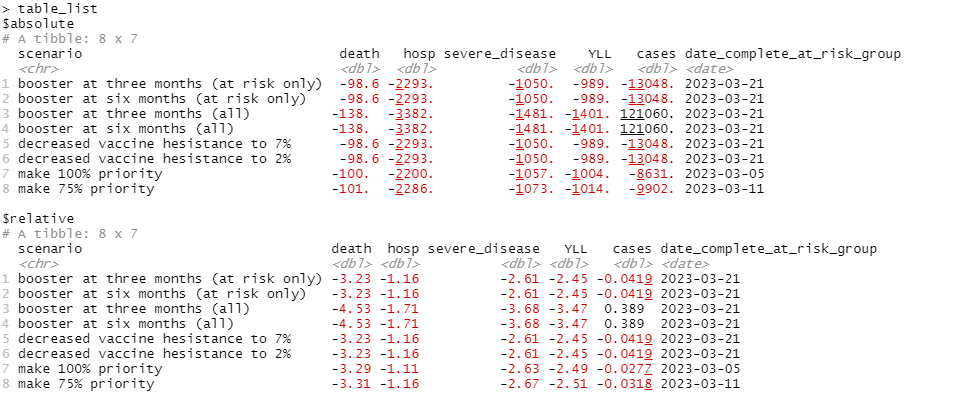 > table_list
$absolute
# A tibble: 8 x 7
  scenario                                death   hosp severe_disease    YLL   cases date_complete_at_risk_group
  <chr>                                   <dbl>  <dbl>          <dbl>  <dbl>   <dbl> <date>
1 booster at three months (at risk only)  -98.6 -2293.         -1050.  -989. -13048. 2023-03-21
2 booster at six months (at risk only)    -98.6 -2293.         -1050.  -989. -13048. 2023-03-21
3 booster at three months (all)          -138.  -3382.         -1481. -1401. 121060. 2023-03-21
4 booster at six months (all)            -138.  -3382.         -1481. -1401. 121060. 2023-03-21
5 decreased vaccine hesistance to 7%      -98.6 -2293.         -1050.  -989. -13048. 2023-03-21
6 decreased vaccine hesistance to 2%      -98.6 -2293.         -1050.  -989. -13048. 2023-03-21
7 make 100% priority                     -100.  -2200.         -1057. -1004.  -8631. 2023-03-05
8 make 75% priority                      -101.  -2286.         -1073. -1014.  -9902. 2023-03-11
$relative
# A tibble: 8 x 7
  scenario                               death  hosp severe_disease   YLL   cases date_complete_at_risk_group
  <chr>                                  <dbl> <dbl>          <dbl> <dbl>   <dbl> <date>
1 booster at three months (at risk only) -3.23 -1.16          -2.61 -2.45 -0.0419 2023-03-21
2 booster at six months (at risk only)   -3.23 -1.16          -2.61 -2.45 -0.0419 2023-03-21
3 booster at three months (all)          -4.53 -1.71          -3.68 -3.47  0.389  2023-03-21
4 booster at six months (all)            -4.53 -1.71          -3.68 -3.47  0.389  2023-03-21
5 decreased vaccine hesistance to 7%     -3.23 -1.16          -2.61 -2.45 -0.0419 2023-03-21
6 decreased vaccine hesistance to 2%     -3.23 -1.16          -2.61 -2.45 -0.0419 2023-03-21
7 make 100% priority                     -3.29 -1.11          -2.63 -2.49 -0.0277 2023-03-05
8 make 75% priority                      -3.31 -1.16          -2.67 -2.51 -0.0318 2023-03-11